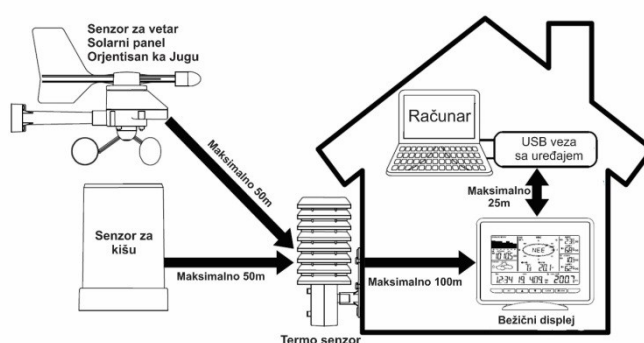 Senzor za vetar
Solarni panel
Orjentisan ka Jugu
Maksimalno 50m
Senzor za
kišu
Maksimalno 50m
Termo senzor
Maksimalno 100m
Računar
USB veza
sa uređajem
Maksimalno
25m
NEE
Bežični displej